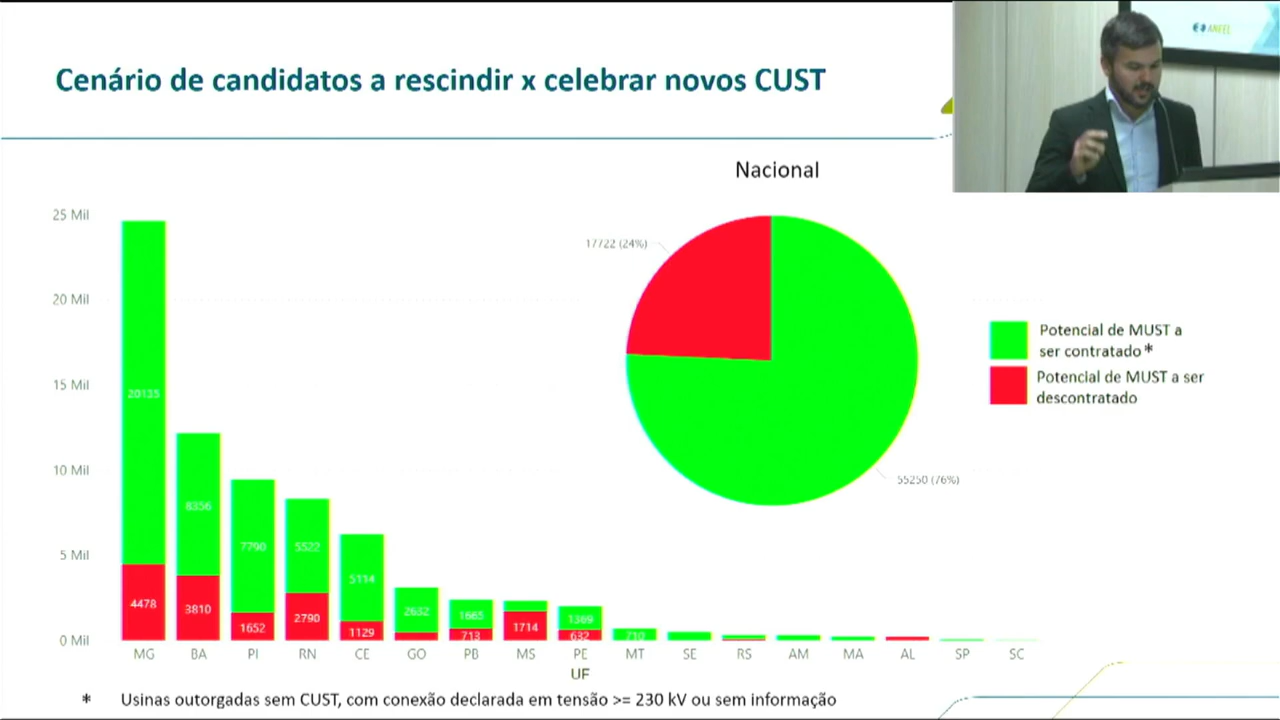 ANEEL
Cenário de candidatos a rescindir x celebrar novos CUST
Nacional
25 Mil
20 Mil
15 Mil
10 Mil
5 Mil
0 Mil
20135
8356
7790
5522
5114
2632
1665
1369
710
4478
3810
1652
2790
1129
713
1714
632
MG BA PI RN CE GO PB MS PE MT SE RS AM MA AL SP SC
UF
17722 (24%)
55250 (76%)
Potencial de MUST a
ser contratado *
Potencial de MUST a ser
descontratado
* Usinas outorgadas sem CUST, com conexão declarada em tensão >= 230 kV ou sem informação